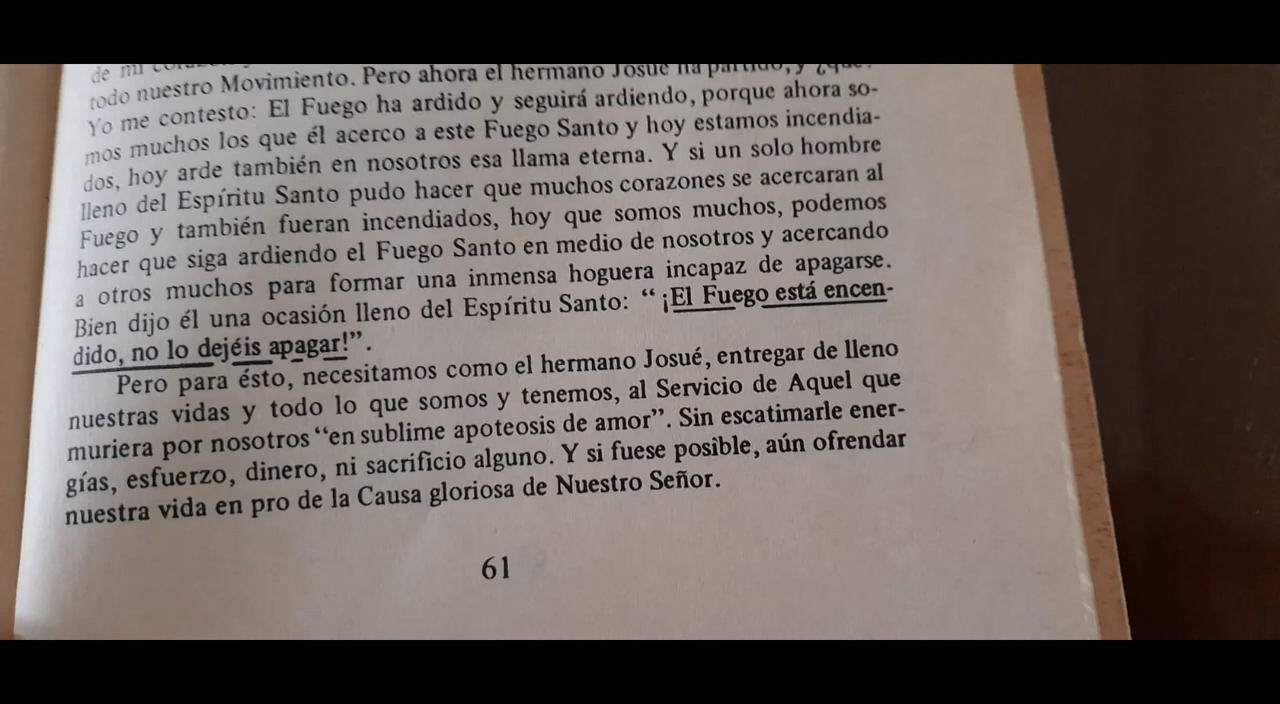 de mi
todo nuestro Movimiento. Pero ahora el hermano Josué ha partido, y ¿qué?
Yo me contesto: El Fuego ha ardido y seguirá ardiendo, porque ahora so-
mos muchos los que él acerco a este Fuego Santo y hoy estamos incendia-
dos, hoy arde también en nosotros esa llama eterna. Y si un solo hombre
lleno del Espíritu Santo pudo hacer que muchos corazones se acercaran al
Fuego y también fueran incendiados, hoy que somos muchos, podemos
hacer que siga ardiendo el Fuego Santo en medio de nosotros y acercando
a otros muchos para formar una inmensa hoguera incapaz de apagarse.
Bien dijo él una ocasión lleno del Espíritu Santo: “¡El Fuego está encen-
dido, no lo dejéis apagar!”.
Pero para ésto, necesitamos como el hermano Josué, entregar de lleno
nuestras vidas y todo lo que somos y tenemos, al Servicio de Aquel que
muriera por nosotros “en sublime apoteosis de amor”. Sin escatimarle ener-
gías, esfuerzo, dinero, ni sacrificio alguno. Y si fuese posible, aún ofrendar
nuestra vida en pro de la Causa gloriosa de Nuestro Señor.
61